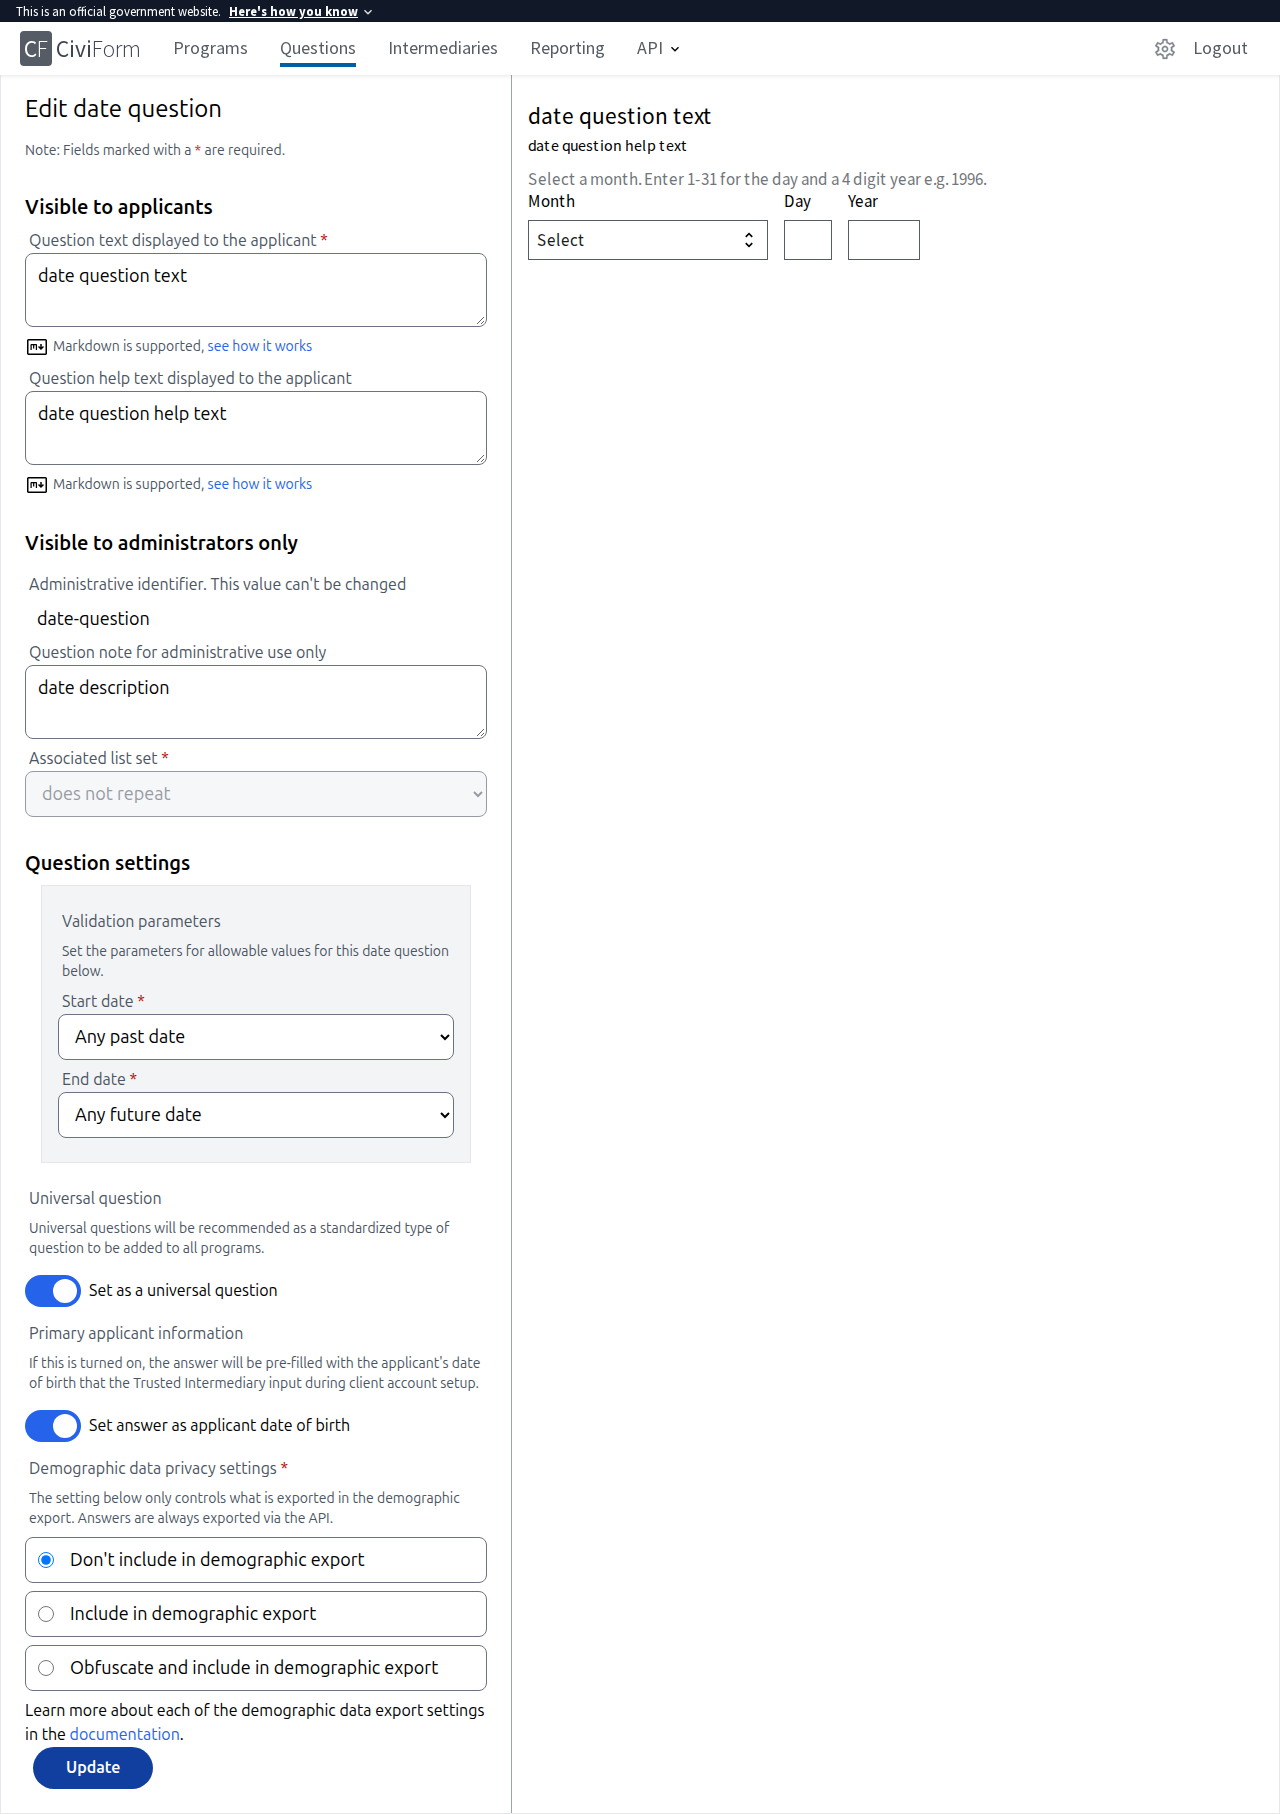 This is an official government website. Here's how you know
CF CiviForm Programs Questions Intermediaries Reporting API Logout
Edit date question
Note: Fields marked with a * are required.
Visible to applicants
Question text displayed to the applicant *
date question text
Markdown is supported, see how it works
Question help text displayed to the applicant
date question help text
Markdown is supported, see how it works
Visible to administrators only
Administrative identifier. This value can't be changed
date-question
Question note for administrative use only
date description
Associated list set *
does not repeat
Question settings
Validation parameters
Set the parameters for allowable values for this date question
below.
Start date *
Any past date
End date *
Any future date
Universal question
Universal questions will be recommended as a standardized type of
question to be added to all programs.
Set as a universal question
Primary applicant information
If this is turned on, the answer will be pre-filled with the applicant's date
of birth that the Trusted Intermediary input during client account setup.
Set answer as applicant date of birth
Demographic data privacy settings *
The setting below only controls what is exported in the demographic
export. Answers are always exported via the API.
Don't include in demographic export
Include in demographic export
Obfuscate and include in demographic export
Learn more about each of the demographic data export settings
in the documentation.
Update
date question text
date question help text
Select a month. Enter 1-31 for the day and a 4 digit year e.g. 1996.
Month Day Year
Select